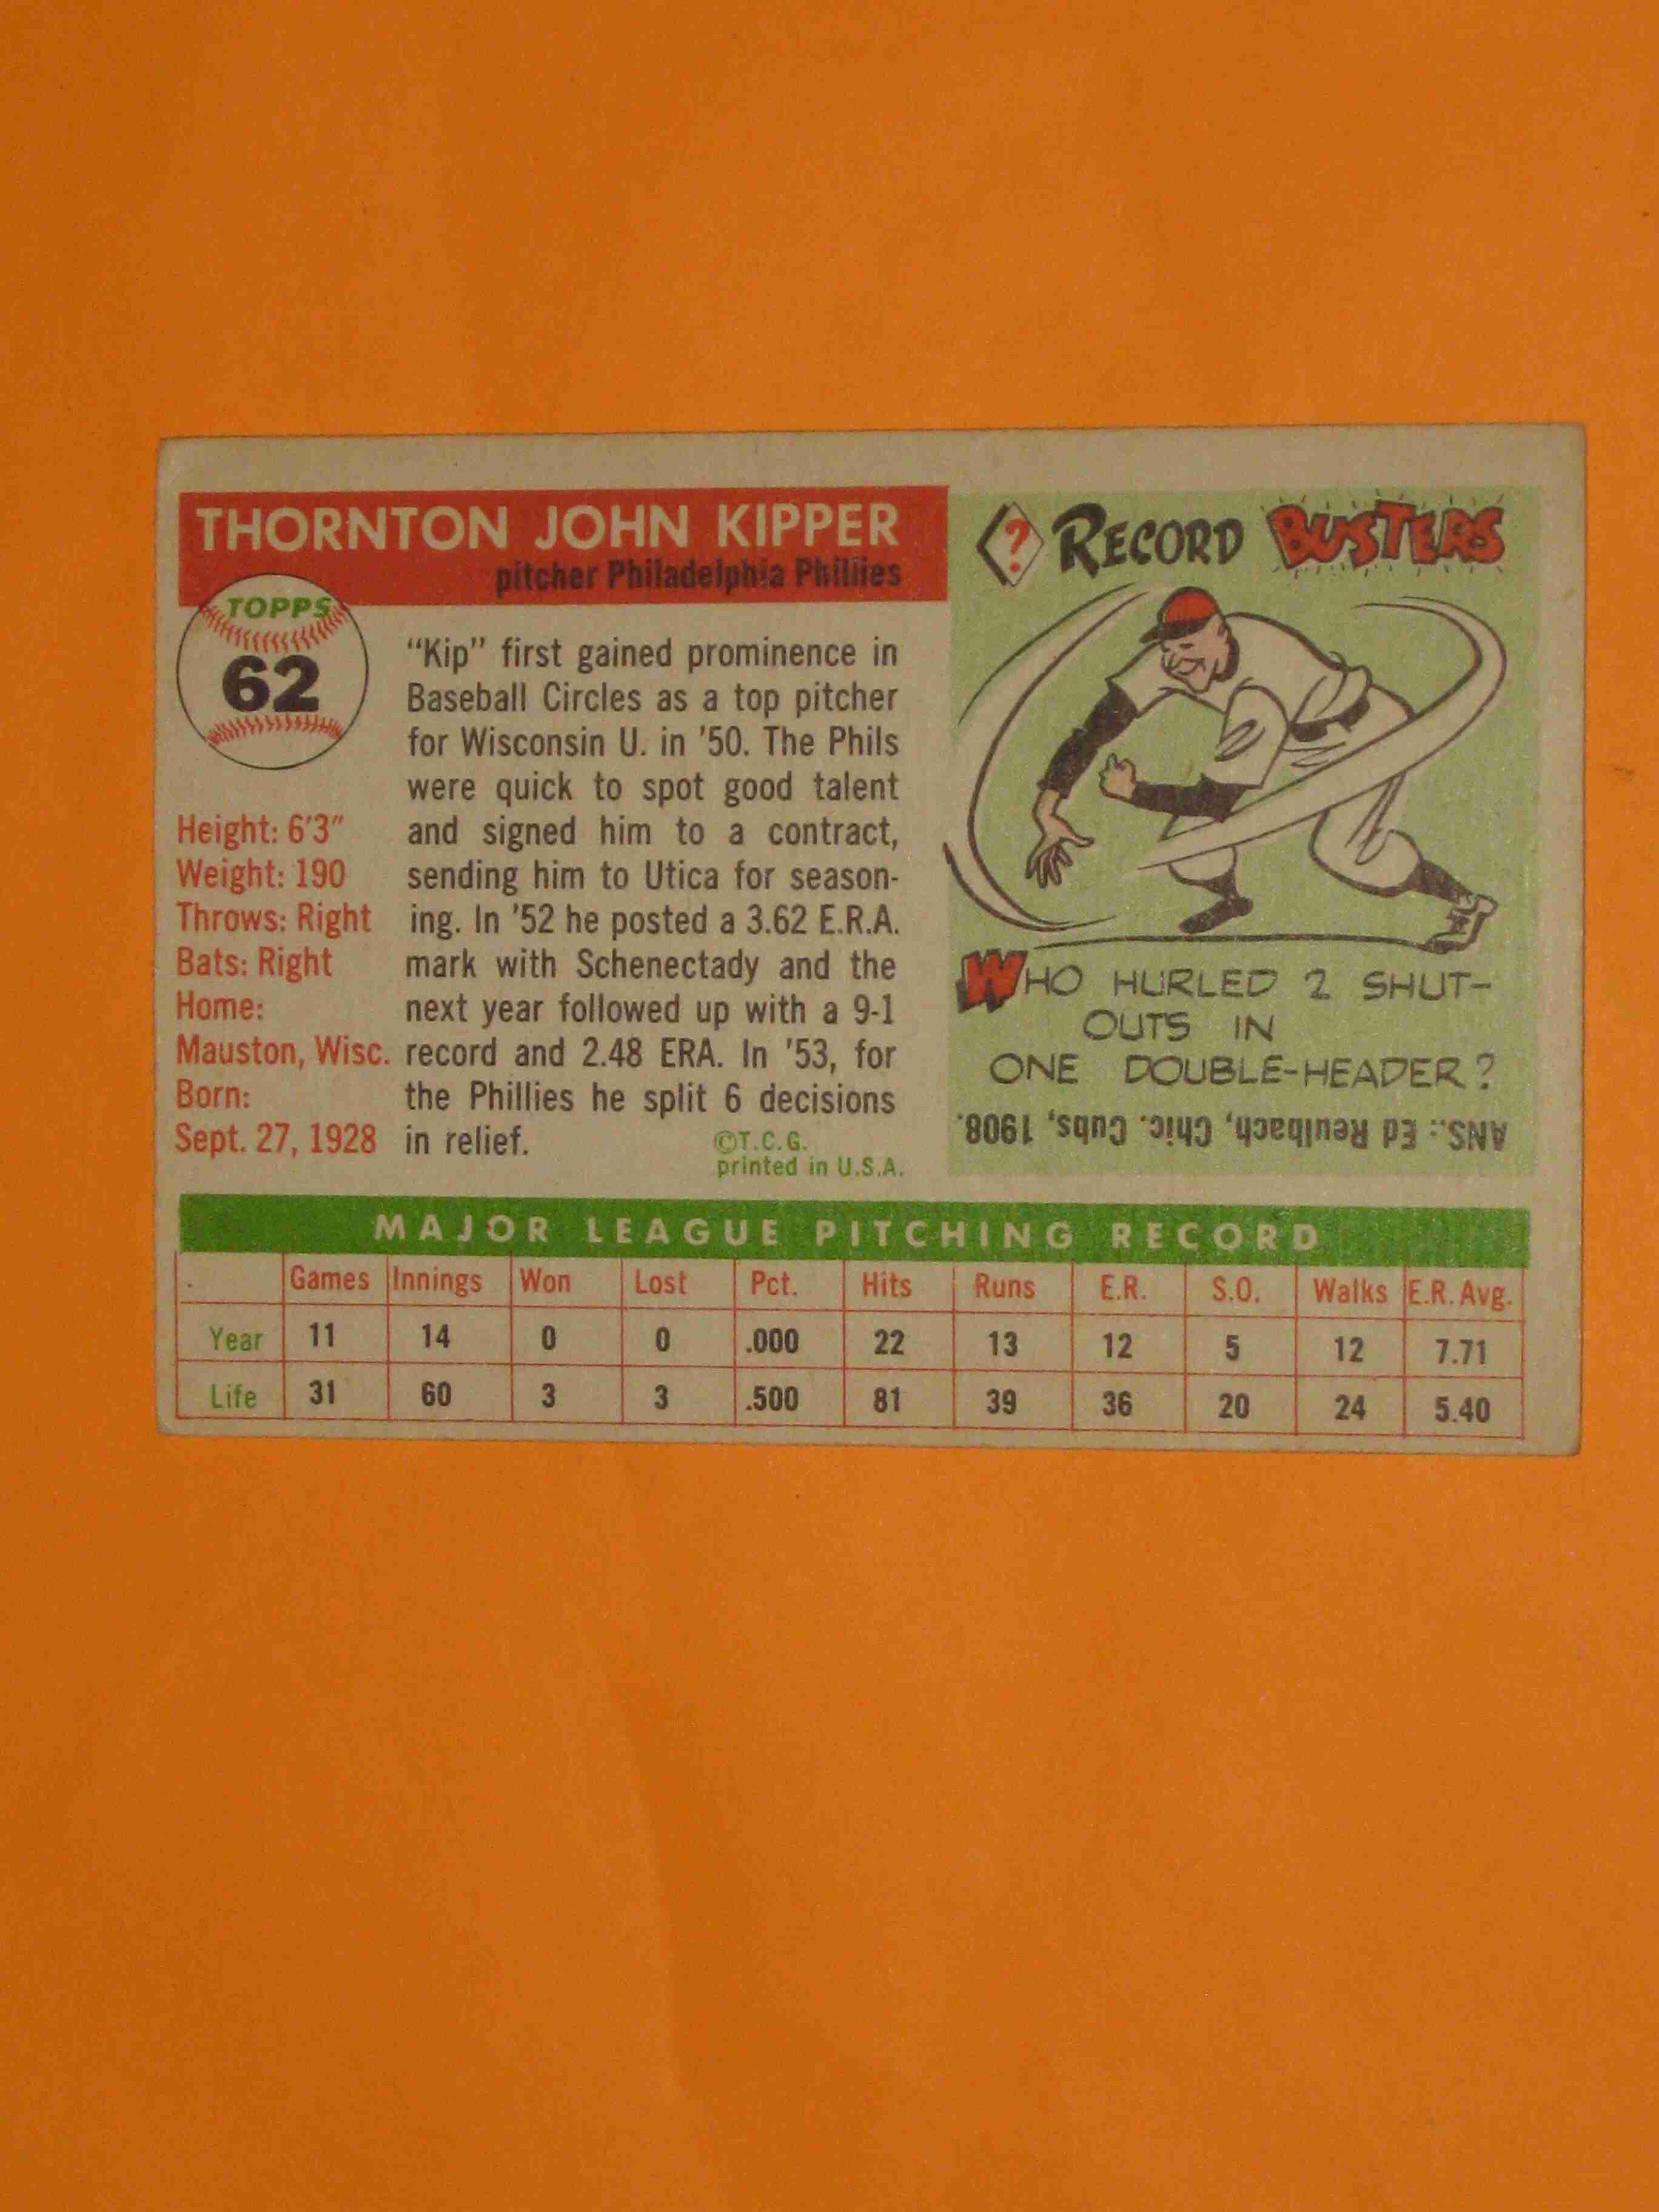 THORNTON JOHN KIPPER
pitcher Philadelphia Phillies
TOPPS
62
Height: 6'3"
Weight: 190
Throws: Right
Bats: Right
Home:
Mauston, Wisc.
Born:
Sept. 27, 1928
"Kip" first gained prominence in
Baseball Circles as a top pitcher
for Wisconsin U. in '50. The Phils
were quick to spot good talent
and signed him to a contract,
sending him to Utica for season-
ing. In '52 he posted a 3.62 E.R.A.
mark with Schenectady and the
next year followed up with a 9-1
record and 2.48 ERA. In '53, for
the Phillies he split 6 decisions
in relief.
©T.C.G.
printed in U.S.A.
? RECORD BUSTERS
WHO HURLED 2 SHUT-
OUTS IN
ONE DOUBLE-HEADER?
ANS.: Ed Reulbach, Chic. Cubs, 1908.
MAJOR LEAGUE PITCHING RECORD
Games Innings Won Lost Pct. Hits Runs E.R. S.O. Walks E.R. Avg.
Year 11 14 0 0 .000 22 13 12 5 12 7.71
Life 31 60 3 3 .500 81 39 36 20 24 5.40